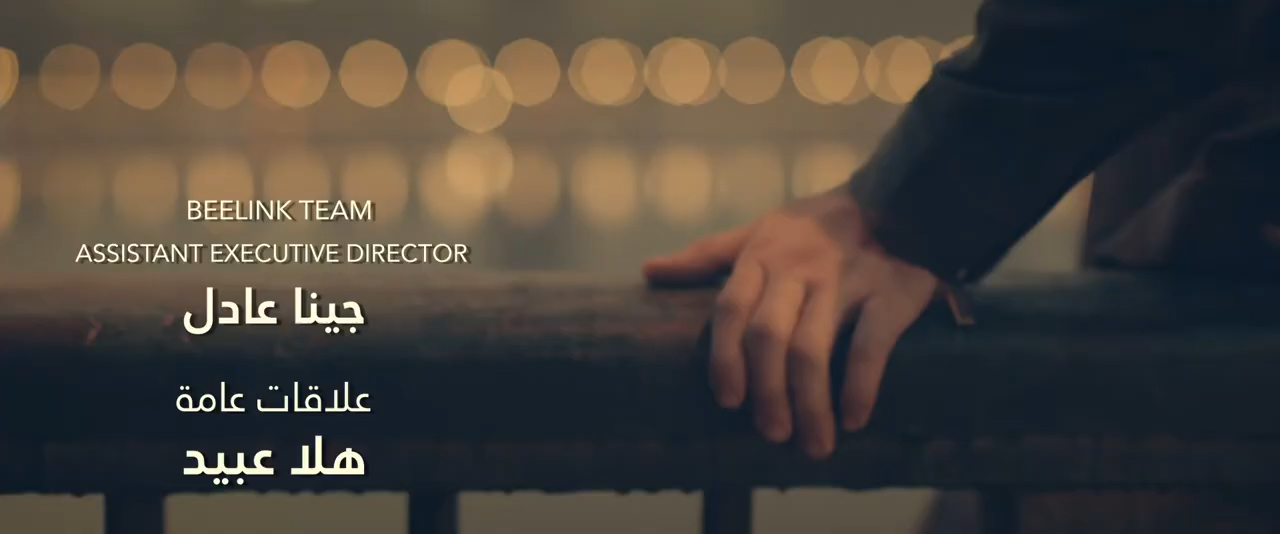 BEELINK TEAM
ASSISTANT EXECUTIVE DIRECTOR
جينا عادل
علاقات عامة
هلا عبيد